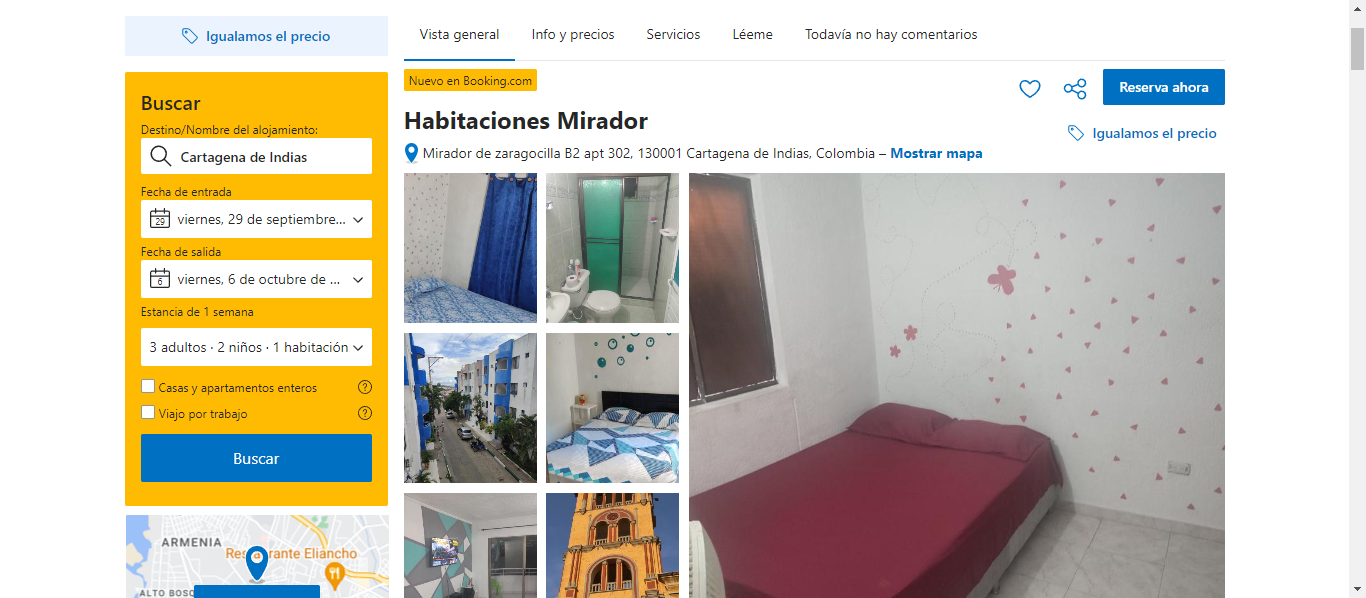 Igualamos el precio
Vista general
Info y precios
Servicios
Léeme
Todavía no hay comentarios
Buscar
Destino/Nombre del alojamiento:
Cartagena de Indias
Fecha de entrada
29
viernes, 29 de septiembre...
Fecha de salida
6
viernes, 6 de octubre de ...
Estancia de 1 semana
3 adultos · 2 niños · 1 habitación
Casas y apartamentos enteros
Viajo por trabajo
Buscar
Nuevo en Booking.com
Reserva ahora
Habitaciones Mirador
Igualamos el precio
Mirador de zaragocilla B2 apt 302, 130001 Cartagena de Indias, Colombia – Mostrar mapa
ARMENIA
Eliancho